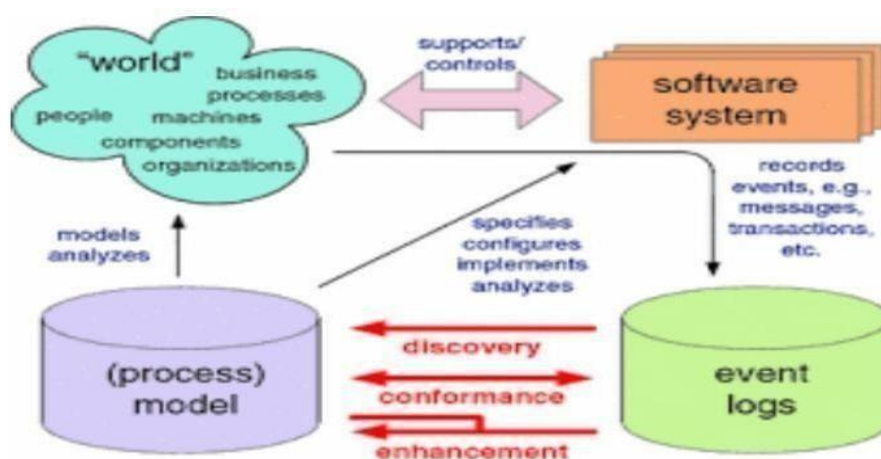 "world"
business
processes
people
machines
components
organizations
supports/
controls
software
system
records
events, e.g.,
messages,
transactions,
etc.
models
analyzes
specifies
configures
implements
analyzes
(process)
model
discovery
conformance
enhancement
event
logs